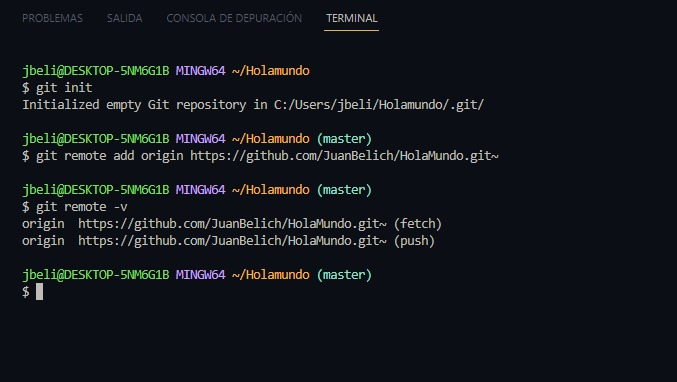 PROBLEMAS SALIDA CONSOLA DE DEPURACIÓN TERMINAL
jbeli@DESKTOP-5NM6G1B MINGW64 ~/Holamundo
$ git init
Initialized empty Git repository in C:/Users/jbeli/Holamundo/.git/
jbeli@DESKTOP-5NM6G1B MINGW64 ~/Holamundo (master)
$ git remote add origin https://github.com/JuanBelich/HolaMundo.git~
jbeli@DESKTOP-5NM6G1B MINGW64 ~/Holamundo (master)
$ git remote -v
origin  https://github.com/JuanBelich/HolaMundo.git~ (fetch)
origin  https://github.com/JuanBelich/HolaMundo.git~ (push)
jbeli@DESKTOP-5NM6G1B MINGW64 ~/Holamundo (master)
$